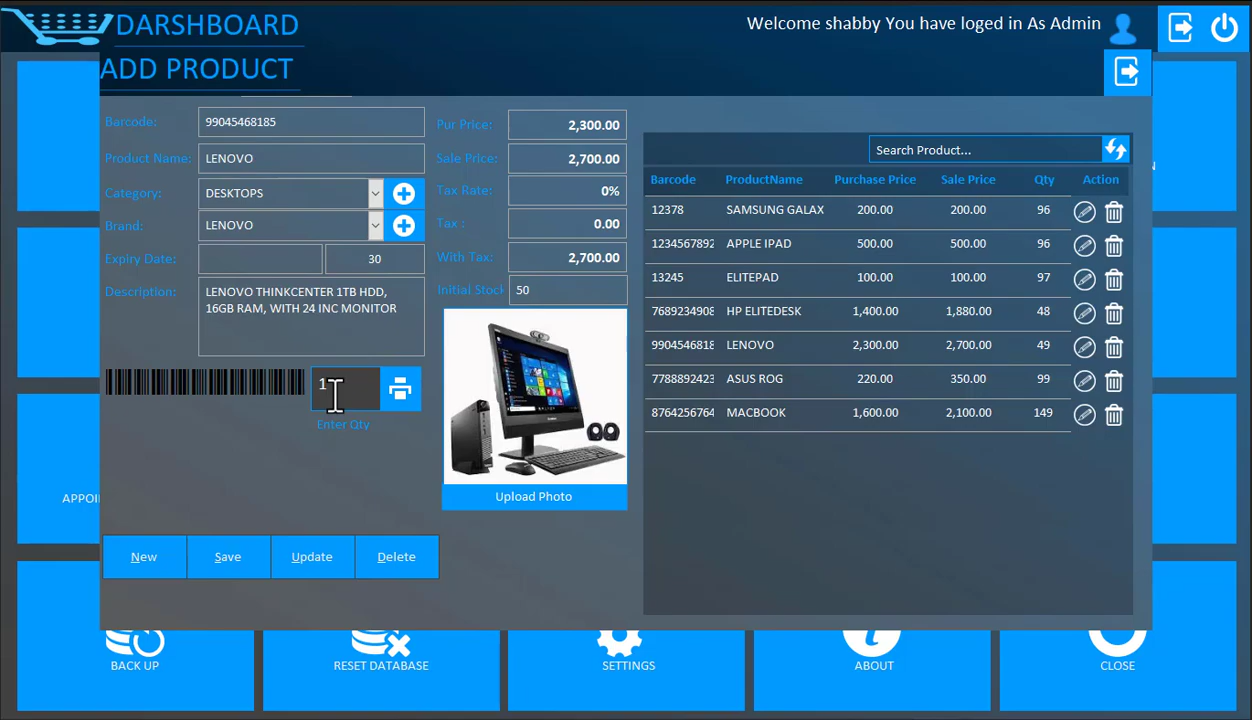 DARSHBOARD
Welcome shabby You have loged in As Admin
ADD PRODUCT
Barcode: 99045468185
Product Name: LENOVO
Category: DESKTOPS
Brand: LENOVO
Expiry Date: 30
Description: LENOVO THINKCENTER 1TB HDD,
16GB RAM, WITH 24 INC MONITOR
1
Enter Qty
Pur Price: 2,300.00
Sale Price: 2,700.00
Tax Rate: 0%
Tax : 0.00
With Tax: 2,700.00
Initial Stock 50
Upload Photo
New Save Update Delete
Search Product...
Barcode ProductName Purchase Price Sale Price Qty Action
12378 SAMSUNG GALAX 200.00 200.00 96
1234567892 APPLE IPAD 500.00 500.00 96
13245 ELITEPAD 100.00 100.00 97
7689234908 HP ELITEDESK 1,400.00 1,880.00 48
9904546818 LENOVO 2,300.00 2,700.00 49
7788892423 ASUS ROG 220.00 350.00 99
8764256764 MACBOOK 1,600.00 2,100.00 149
APPOI
N
BACK UP RESET DATABASE SETTINGS ABOUT CLOSE